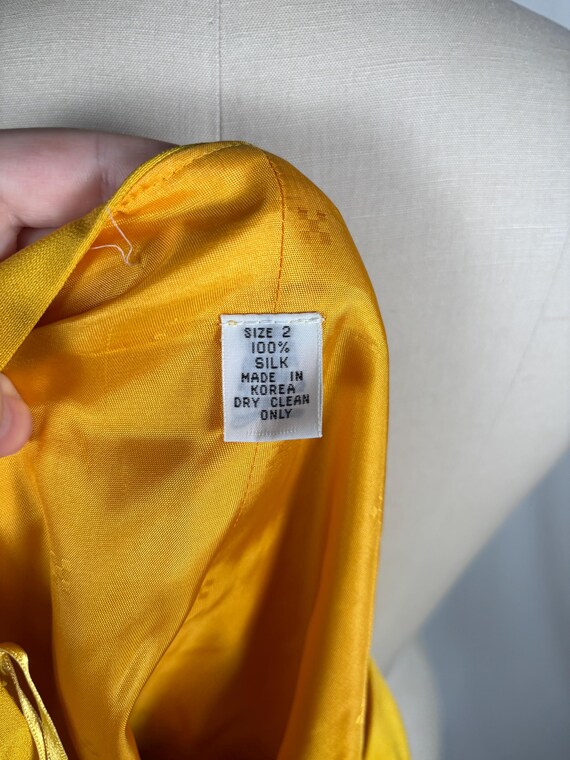 SIZE 2
100%
SILK
MADE IN
KOREA
DRY CLEAN
ONLY